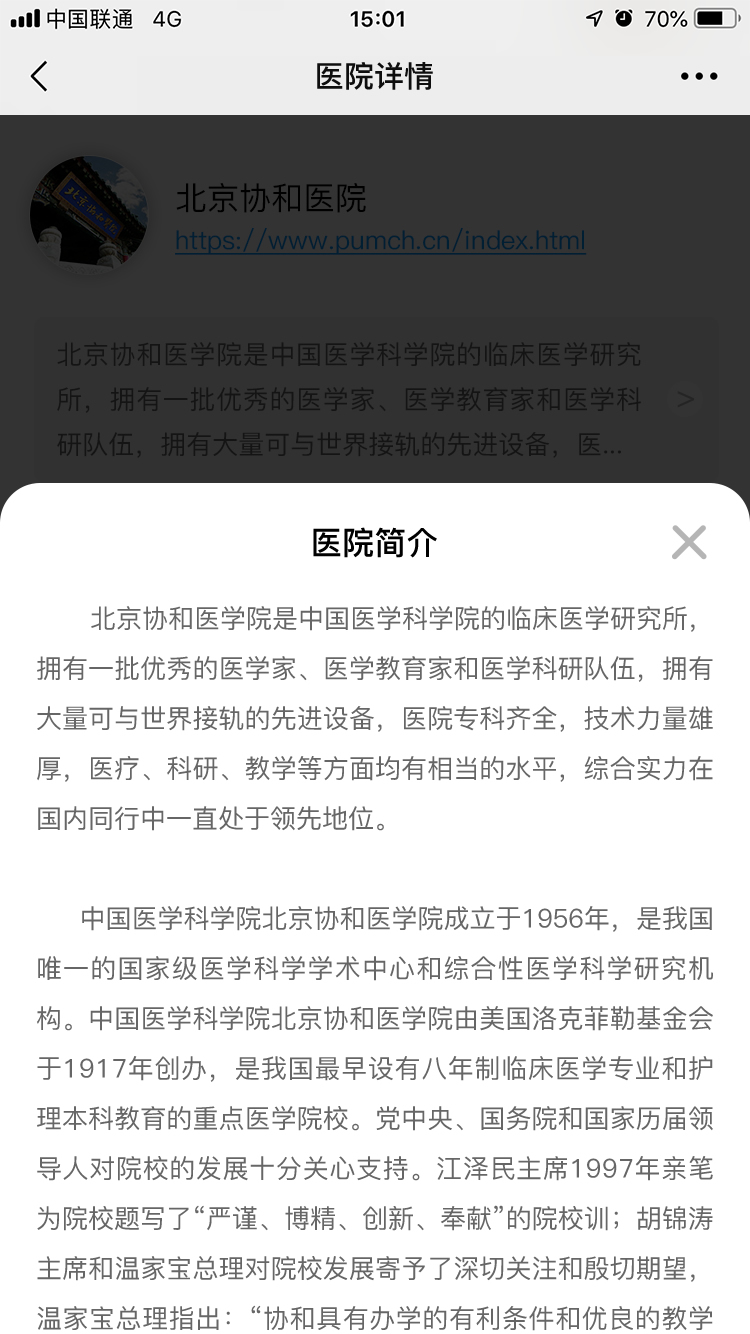 中国联通 4G 15:01 70%
医院详情
北京协和医院
https://www.pumch.cn/index.html
北京协和医学院是中国医学科学院的临床医学研究
所，拥有一批优秀的医学家、医学教育家和医学科
研队伍，拥有大量可与世界接轨的先进设备，医...
>
医院简介
北京协和医学院是中国医学科学院的临床医学研究所，
拥有一批优秀的医学家、医学教育家和医学科研队伍，拥有
大量可与世界接轨的先进设备，医院专科齐全，技术力量雄
厚，医疗、科研、教学等方面均有相当的水平，综合实力在
国内同行中一直处于领先地位。
中国医学科学院北京协和医学院成立于1956年，是我国
唯一的国家级医学科学学术中心和综合性医学科学研究机
构。中国医学科学院北京协和医学院由美国洛克菲勒基金会
于1917年创办，是我国最早设有八年制临床医学专业和护
理本科教育的重点医学院校。党中央、国务院和国家历届领
导人对院校的发展十分关心支持。江泽民主席1997年亲笔
为院校题写了“严谨、博精、创新、奉献”的院校训；胡锦涛
主席和温家宝总理对院校发展寄予了深切关注和殷切期望，
温家宝总理指出：“协和具有办学的有利条件和优良的教学